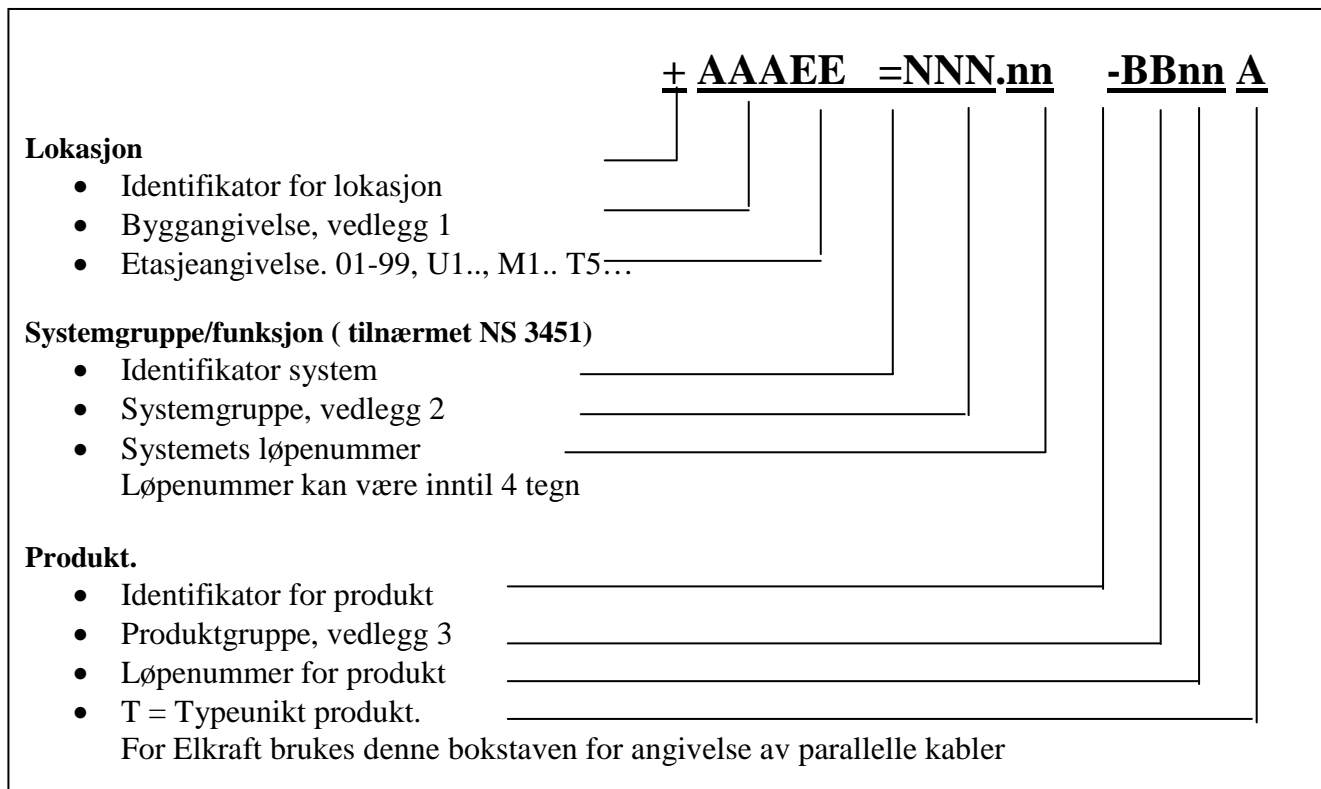 + AAAEE =NNN.nn -BBnn A
Lokasjon
• Identifikator for lokasjon
• Byggangivelse, vedlegg 1
• Etasjeangivelse. 01-99, U1.., M1.. T5…
Systemgruppe/funksjon ( tilnærmet NS 3451)
• Identifikator system
• Systemgruppe, vedlegg 2
• Systemets løpenummer
Løpenummer kan være inntil 4 tegn
Produkt.
• Identifikator for produkt
• Produktgruppe, vedlegg 3
• Løpenummer for produkt
• T = Typeunikt produkt.
For Elkraft brukes denne bokstaven for angivelse av parallelle kabler